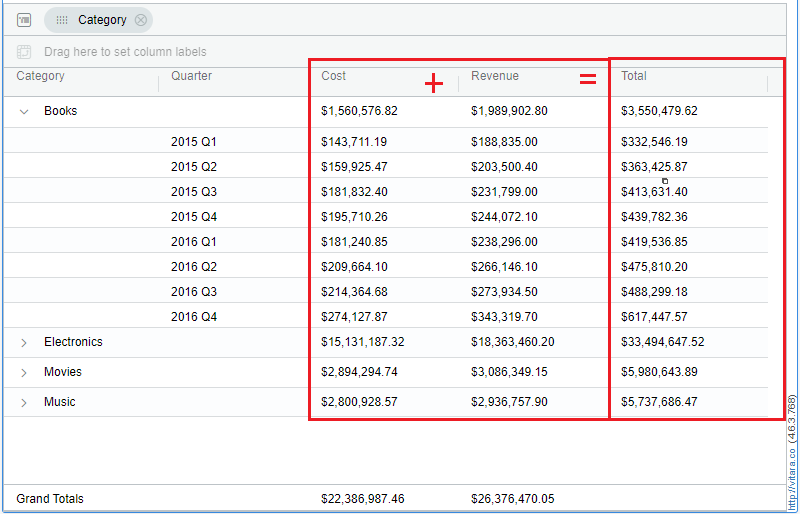 Category
Drag here to set column labels
Category Quarter Cost + Revenue = Total
Books $1,560,576.82 $1,989,902.80 $3,550,479.62
2015 Q1 $143,711.19 $188,835.00 $332,546.19
2015 Q2 $159,925.47 $203,500.40 $363,425.87
2015 Q3 $181,832.40 $231,799.00 $413,631.40
2015 Q4 $195,710.26 $244,072.10 $439,782.36
2016 Q1 $181,240.85 $238,296.00 $419,536.85
2016 Q2 $209,664.10 $266,146.10 $475,810.20
2016 Q3 $214,364.68 $273,934.50 $488,299.18
2016 Q4 $274,127.87 $343,319.70 $617,447.57
Electronics $15,131,187.32 $18,363,460.20 $33,494,647.52
Movies $2,894,294.74 $3,086,349.15 $5,980,643.89
Music $2,800,928.57 $2,936,757.90 $5,737,686.47
Grand Totals $22,386,987.46 $26,376,470.05
http://vitara.co (4.6.3.768)